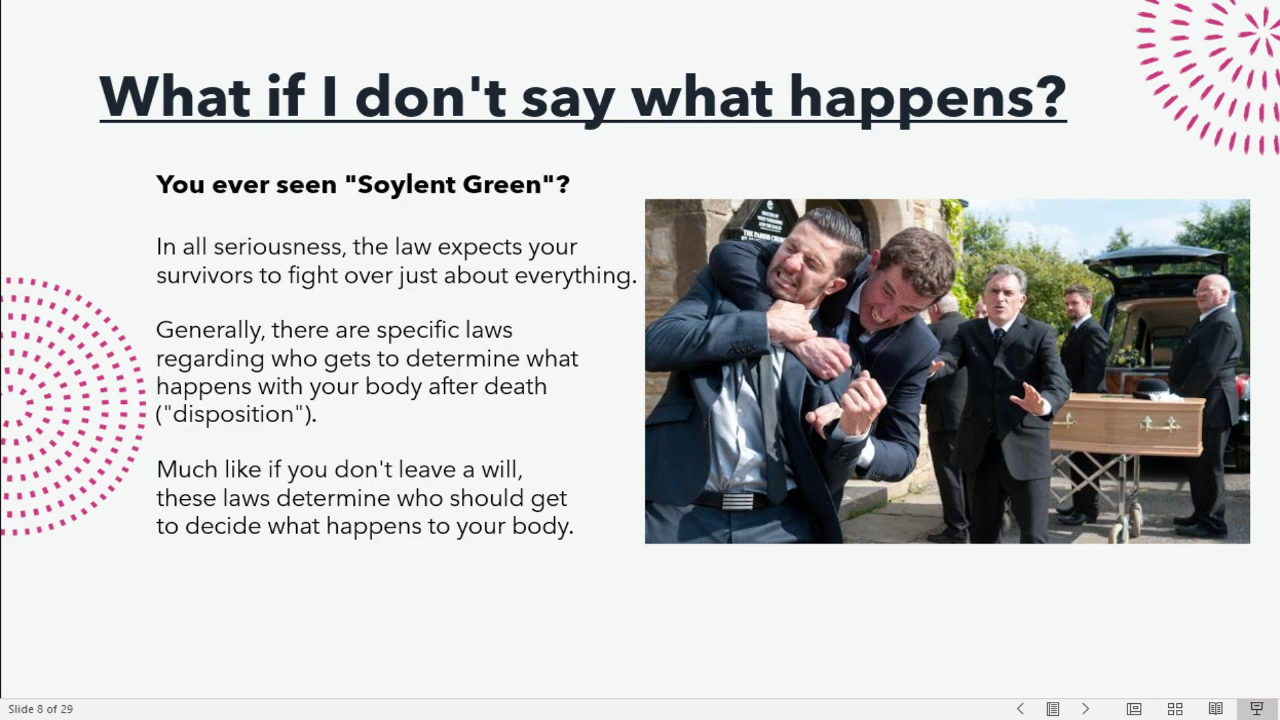 What if I don't say what happens?
You ever seen "Soylent Green"?
In all seriousness, the law expects your
survivors to fight over just about everything.
Generally, there are specific laws
regarding who gets to determine what
happens with your body after death
("disposition").
Much like if you don't leave a will,
these laws determine who should get
to decide what happens to your body.
Slide 8 of 29